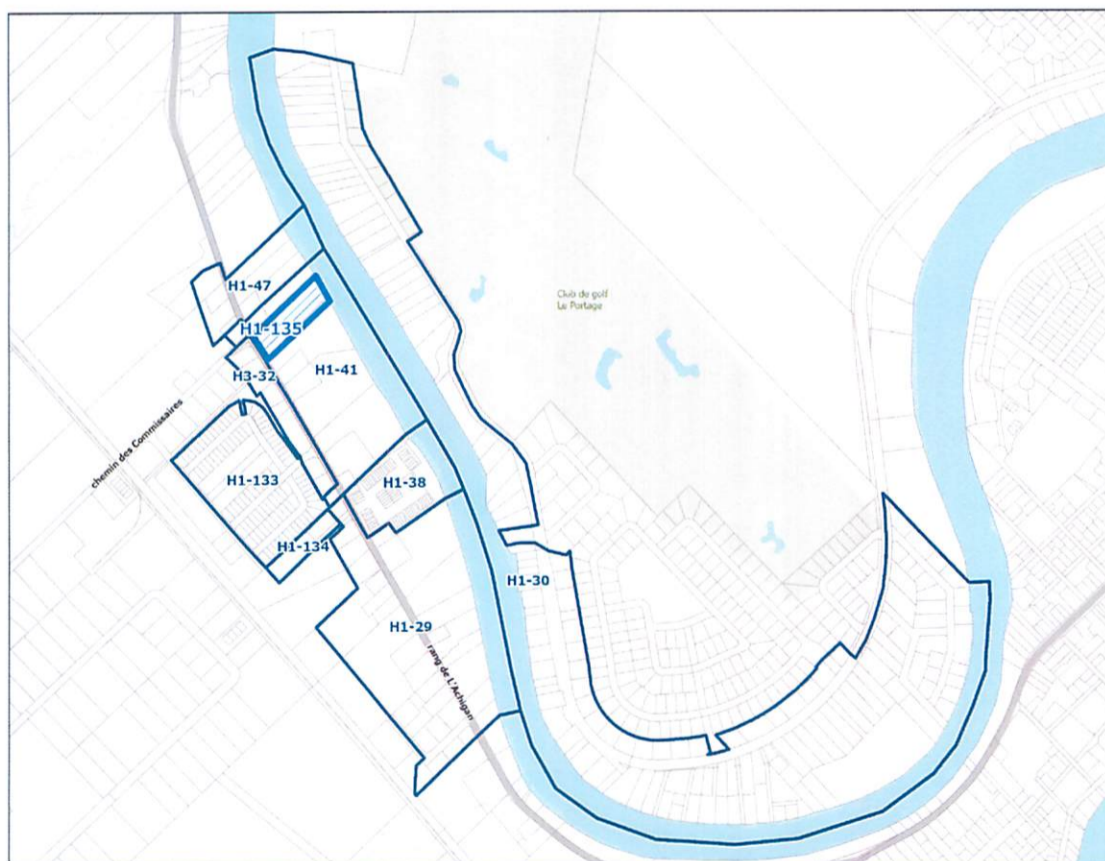 H1-47
Club de golf
Le Portage
H1-135
H1-41
H3-32
chemin des Commissaires
H1-133
H1-38
H1-134
H1-30
H1-29
rang de L'Achigan